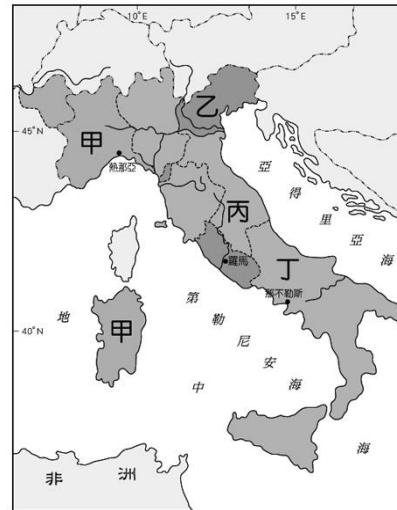 10°E
15°E
45°N
乙
甲
熱那亞
亞得里亞海
丙
羅馬
丁
那不勒斯
第勒尼安海
40°N
甲
地中海
非洲